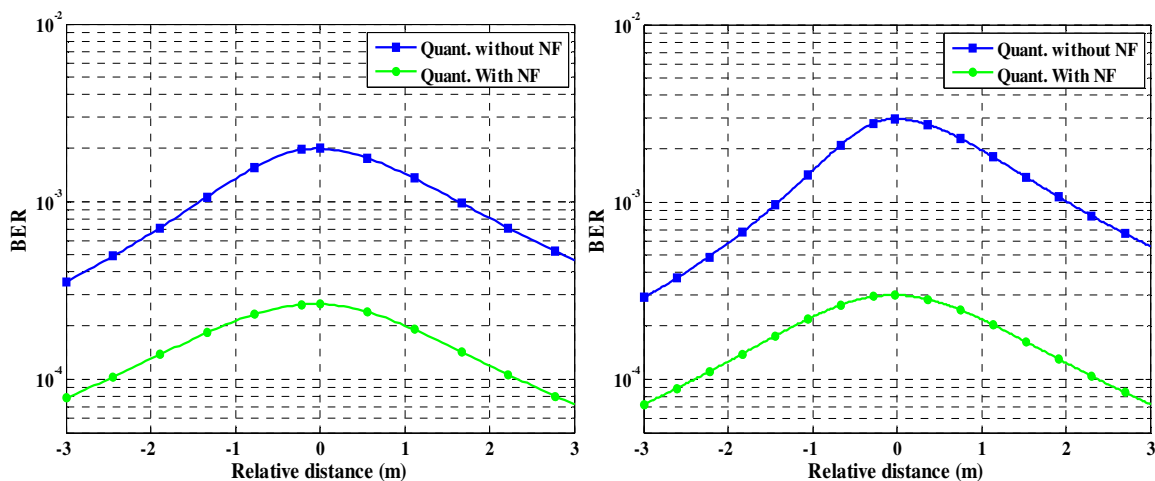 10^-2
Quant. without NF
Quant. With NF
10^-3
BER
10^-4
-3 -2 -1 0 1 2 3
Relative distance (m)
10^-2
Quant. without NF
Quant. With NF
10^-3
BER
10^-4
-3 -2 -1 0 1 2 3
Relative distance (m)